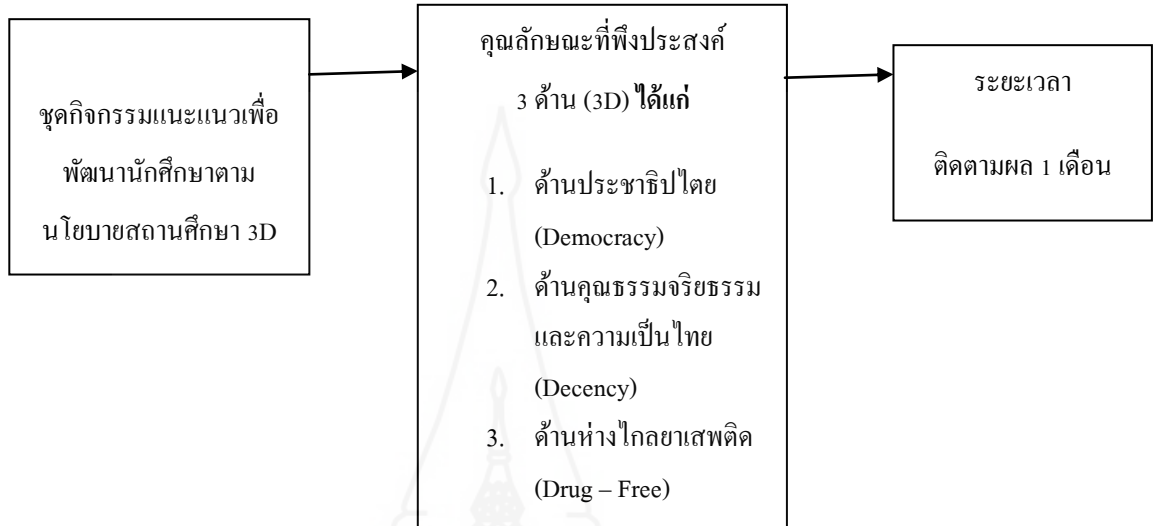 ชุดกิจกรรมแนะแนวเพื่อ
พัฒนานักศึกษาตาม
นโยบายสถานศึกษา 3D
คุณลักษณะที่พึงประสงค์
3 ด้าน (3D) ได้แก่
1. ด้านประชาธิปไตย
(Democracy)
2. ด้านคุณธรรมจริยธรรม
และความเป็นไทย
(Decency)
3. ด้านห่างไกลยาเสพติด
(Drug – Free)
ระยะเวลา
ติดตามผล 1 เดือน